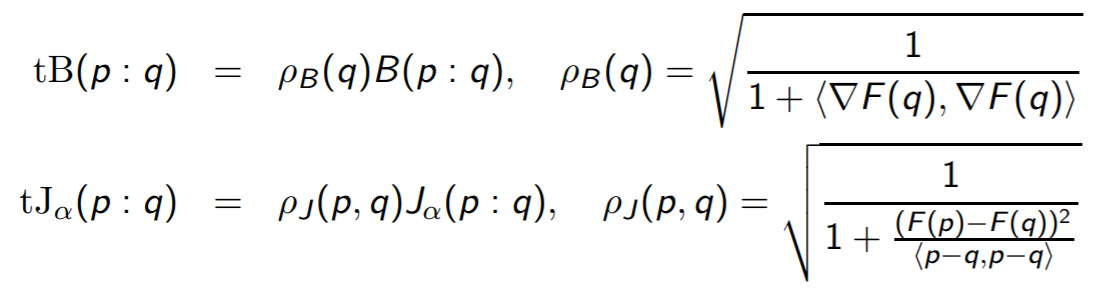 tB(p : q) = ρ_B(q)B(p : q), ρ_B(q) = √(1 / (1 + ⟨∇F(q), ∇F(q)⟩))
tJ_α(p : q) = ρ_J(p, q)J_α(p : q), ρ_J(p, q) = √(1 / (1 + (F(p)−F(q))² / ⟨p−q,p−q⟩))